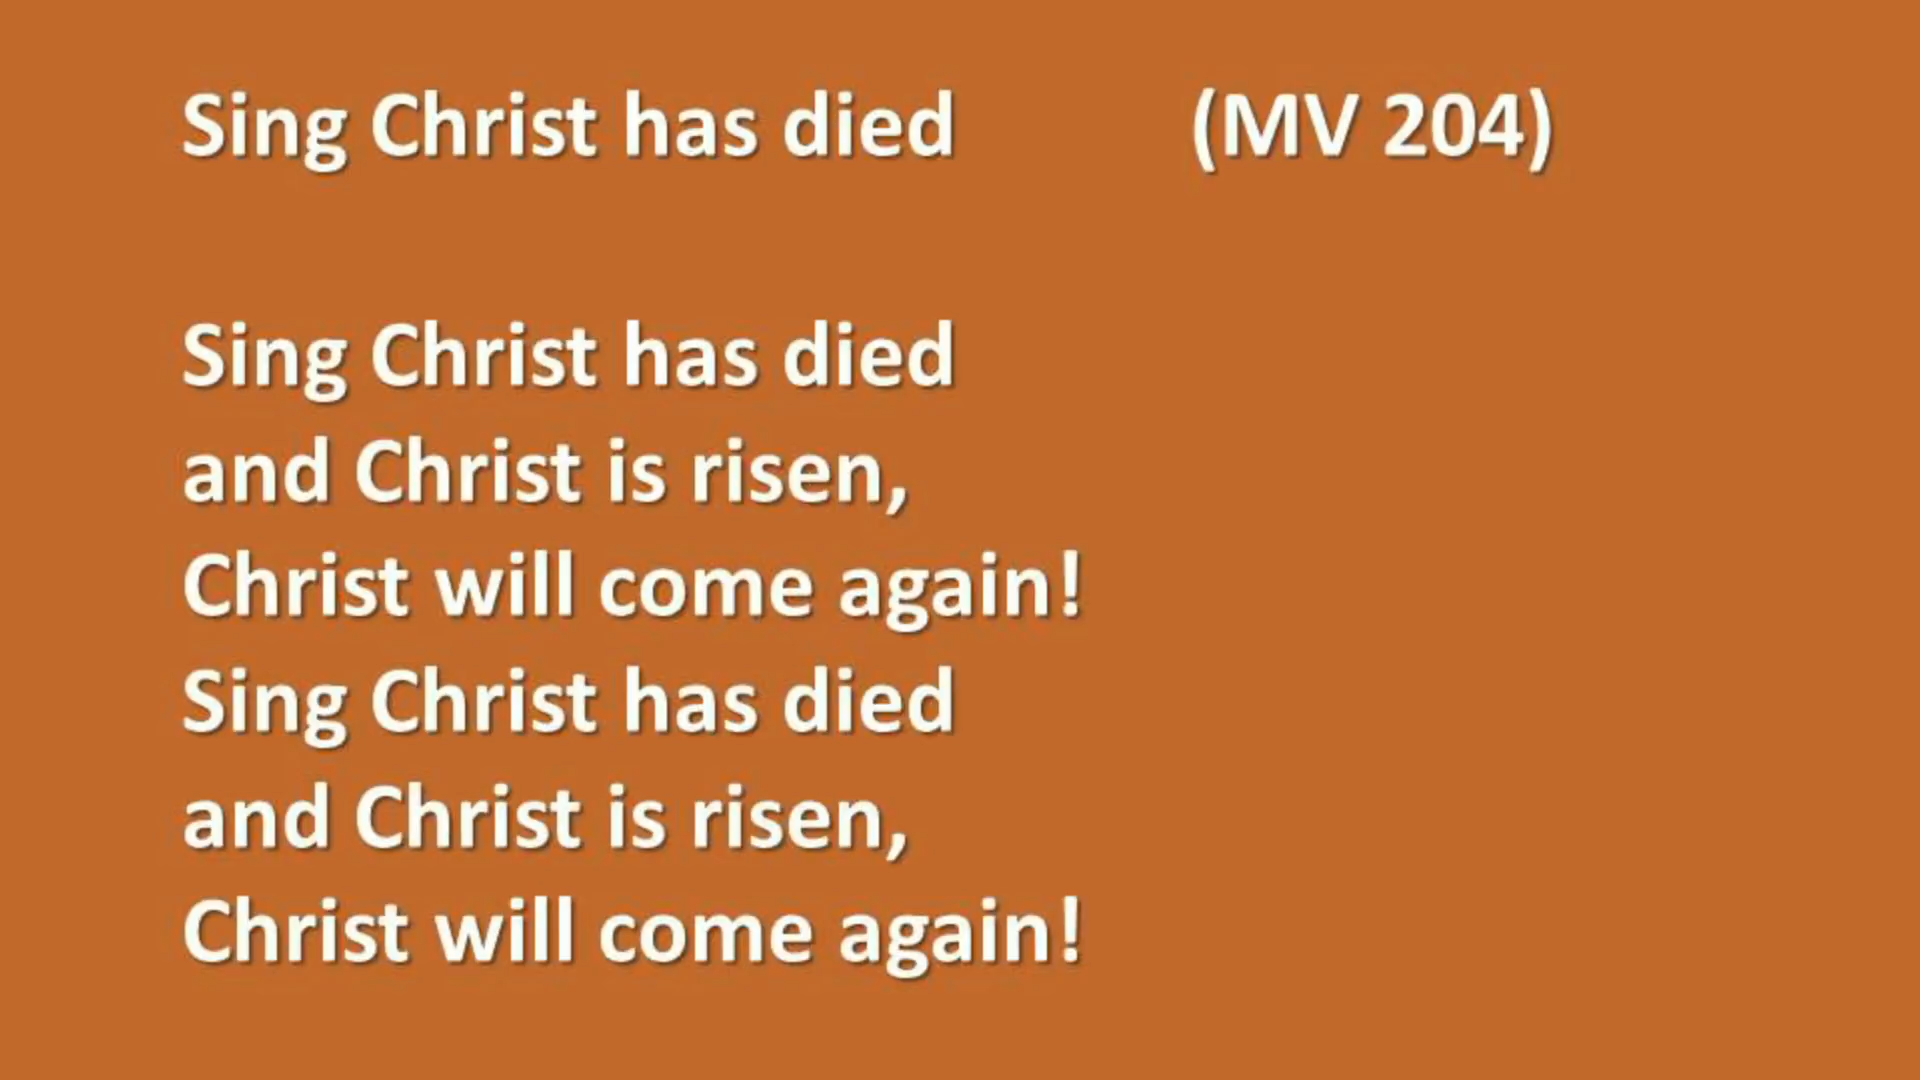 Sing Christ has died (MV 204)
Sing Christ has died
and Christ is risen,
Christ will come again!
Sing Christ has died
and Christ is risen,
Christ will come again!